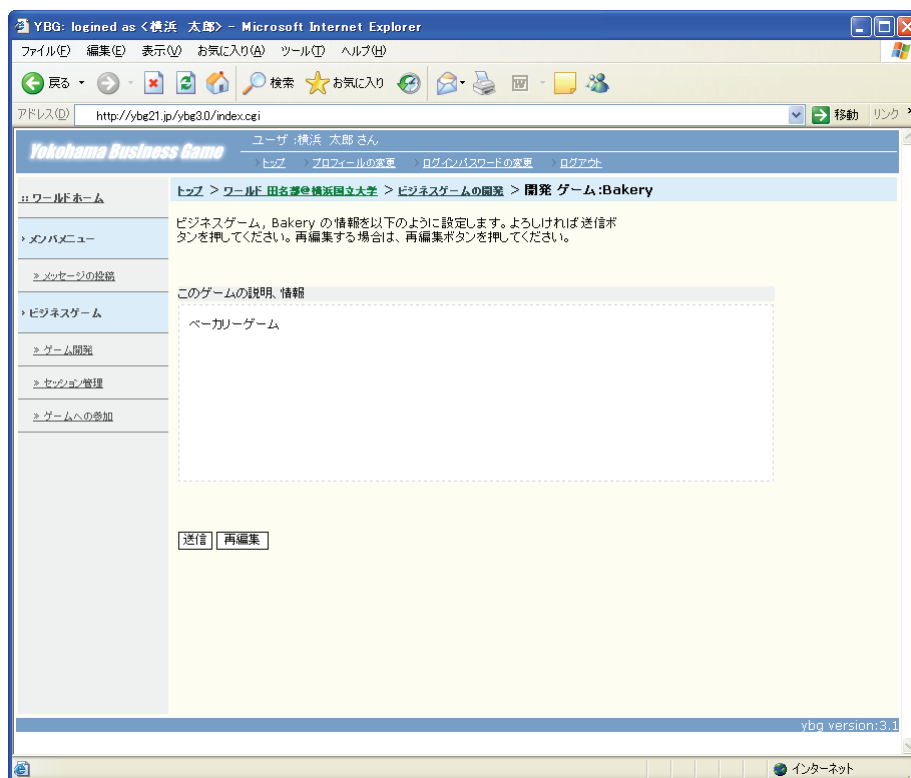 YBG: logined as <横浜 太郎> - Microsoft Internet Explorer
ファイル(F) 編集(E) 表示(V) お気に入り(A) ツール(T) ヘルプ(H)
戻る 検索 お気に入り
アドレス(D) http://ybg21.jp/ybg3.0/index.cgi 移動 リンク
Yokohama Business Game
ユーザ :横浜 太郎 さん
トップ プロフィールの変更 ログインパスワードの変更 ログアウト
:: ワールドホーム
› メンバメニュー
» メッセージの投稿
› ビジネスゲーム
» ゲーム開発
» セッション管理
» ゲームへの参加
トップ > ワールド 田名部@横浜国立大学 > ビジネスゲームの開発 > 開発 ゲーム:Bakery
ビジネスゲーム, Bakery の情報を以下のように設定します。よろしければ送信ボ
タンを押してください。再編集する場合は、再編集ボタンを押してください。
このゲームの説明、情報
ベーカリーゲーム
送信 再編集
ybg version:3.1
インターネット